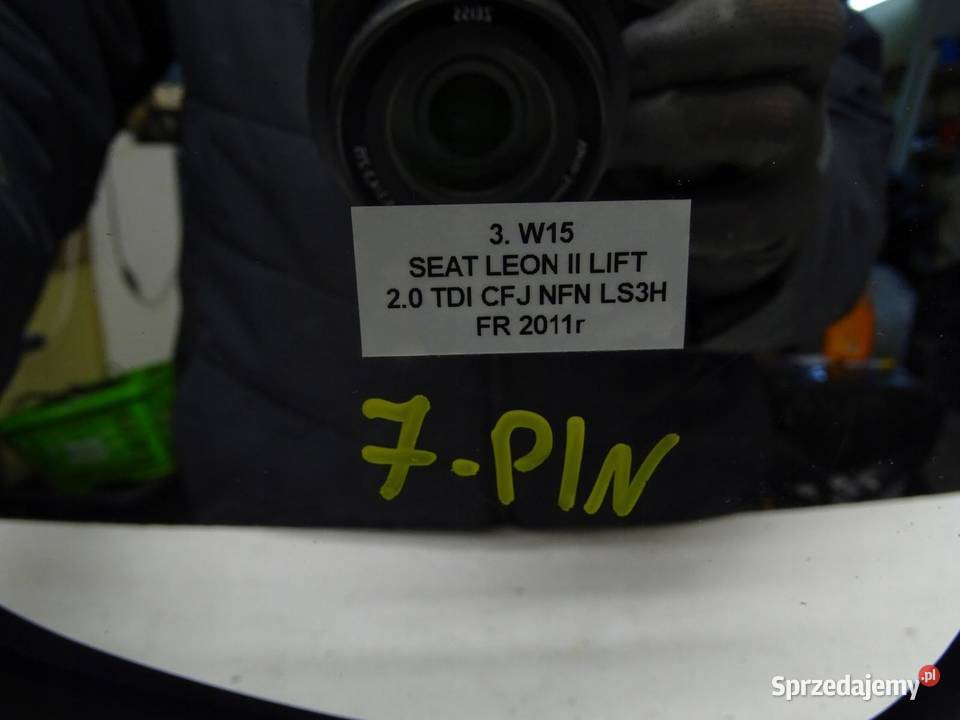 3. W15
SEAT LEON II LIFT
2.0 TDI CFJ NFN LS3H
FR 2011r
7-PIN
Sprzedajemy.pl